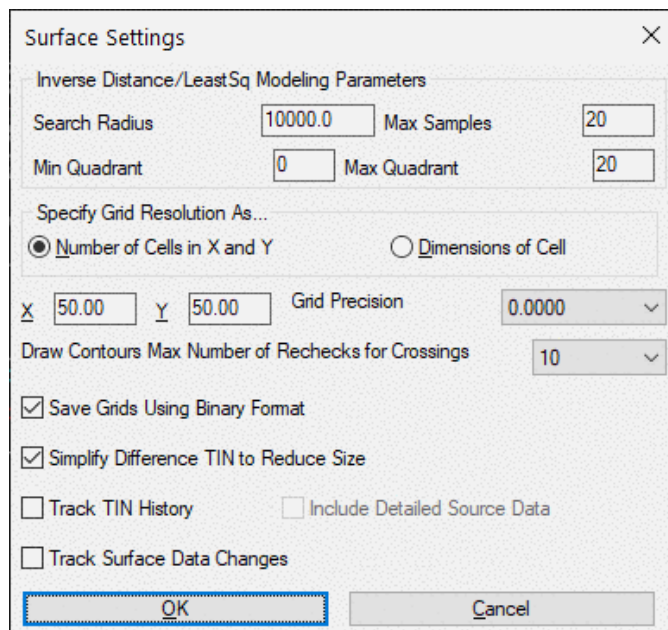 Surface Settings
Inverse Distance/LeastSq Modeling Parameters
Search Radius 10000.0 Max Samples 20
Min Quadrant 0 Max Quadrant 20
Specify Grid Resolution As...
Number of Cells in X and Y Dimensions of Cell
X 50.00 Y 50.00 Grid Precision 0.0000
Draw Contours Max Number of Rechecks for Crossings 10
Save Grids Using Binary Format
Simplify Difference TIN to Reduce Size
Track TIN History Include Detailed Source Data
Track Surface Data Changes
OK Cancel